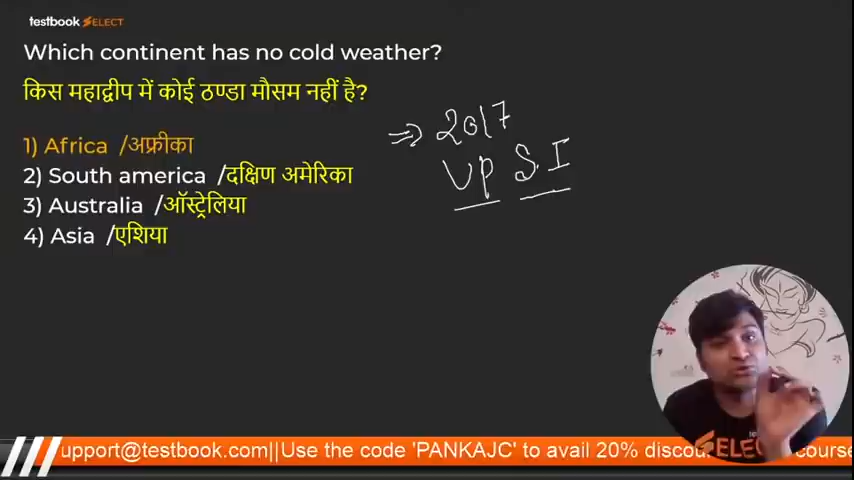 testbook SELECT
Which continent has no cold weather?
किस महाद्वीप में कोई ठण्डा मौसम नहीं है?
1) Africa /अफ्रीका
2) South america /दक्षिण अमेरिका
3) Australia /ऑस्ट्रेलिया
4) Asia /एशिया
⇒ 2017
UP S.I
SELEC
upport@testbook.com||Use the code 'PANKAJC' to avail 20% discou course